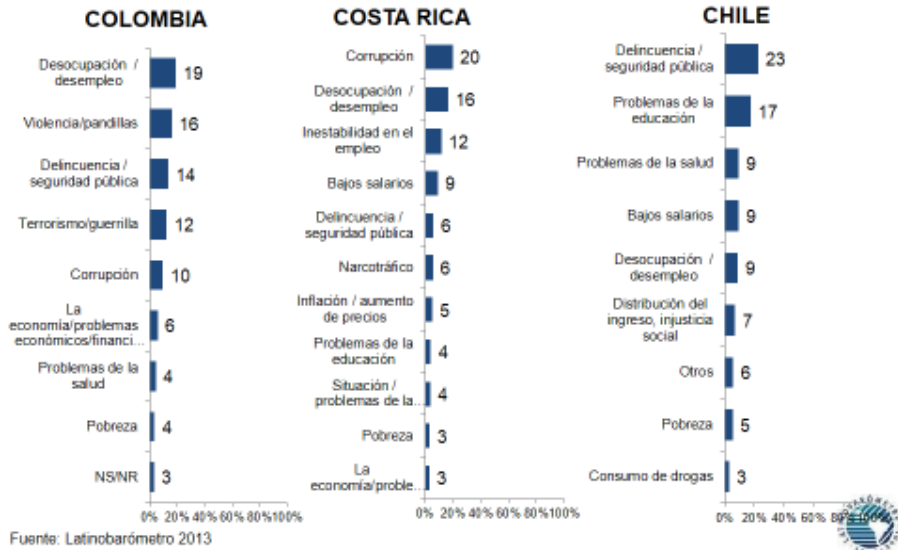 COLOMBIA
Desocupación /
desempleo
19
Violencia/pandillas
16
Delincuencia /
seguridad pública
14
Terrorismo/guerrilla
12
Corrupción
10
La
economía/problemas
económicos/financi...
6
Problemas de la
salud
4
Pobreza
4
NS/NR
3
0% 20% 40% 60% 80%100%
COSTA RICA
Corrupción
20
Desocupación /
desempleo
16
Inestabilidad en el
empleo
12
Bajos salarios
9
Delincuencia /
seguridad pública
6
Narcotráfico
6
Inflación / aumento
de precios
5
Problemas de la
educación
4
Situación /
problemas de la...
4
Pobreza
3
La
economía/proble...
3
0% 20% 40% 60% 80%100%
CHILE
Delincuencia /
seguridad pública
23
Problemas de la
educación
17
Problemas de la salud
9
Bajos salarios
9
Desocupación /
desempleo
9
Distribución del
ingreso, injusticia
social
7
Otros
6
Pobreza
5
Consumo de drogas
3
0% 20% 40% 60% 80%100%
Fuente: Latinobarómetro 2013